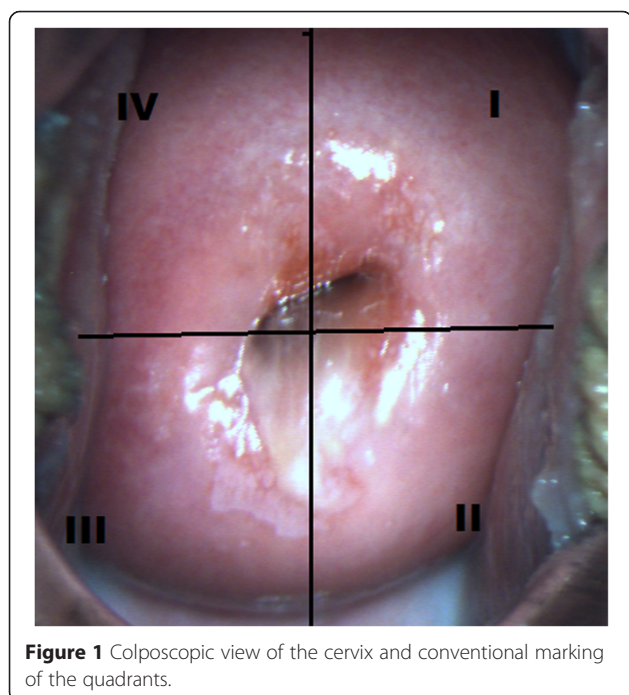 IV I
III II
Figure 1 Colposcopic view of the cervix and conventional marking
of the quadrants.